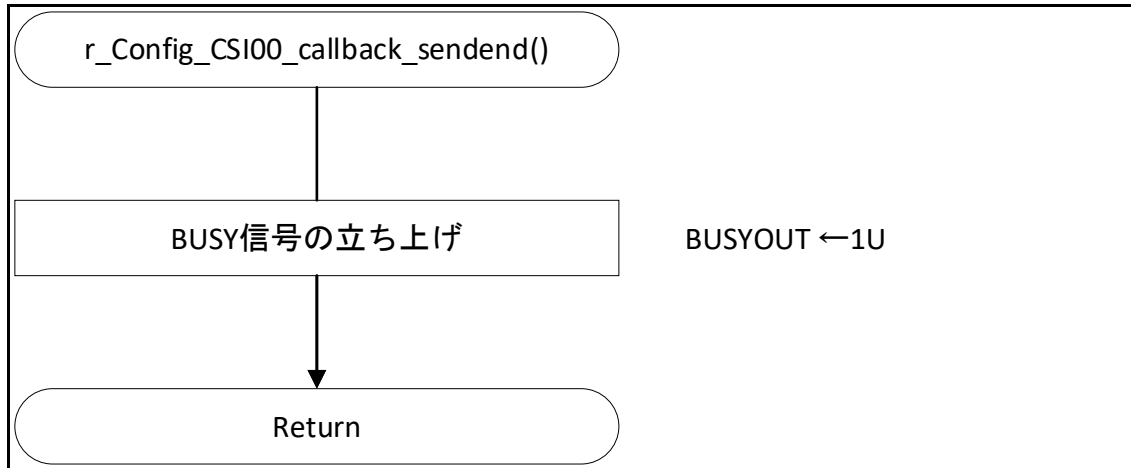 r_Config_CSI00_callback_sendend()
BUSY信号の立ち上げ
BUSYOUT ←1U
Return